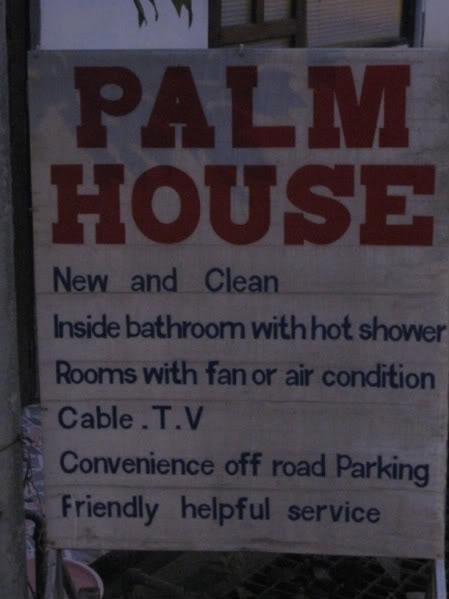 PALM
HOUSE
New and Clean
Inside bathroom with hot shower
Rooms with fan or air condition
Cable . T.V
Convenience off road Parking
Friendly helpful service